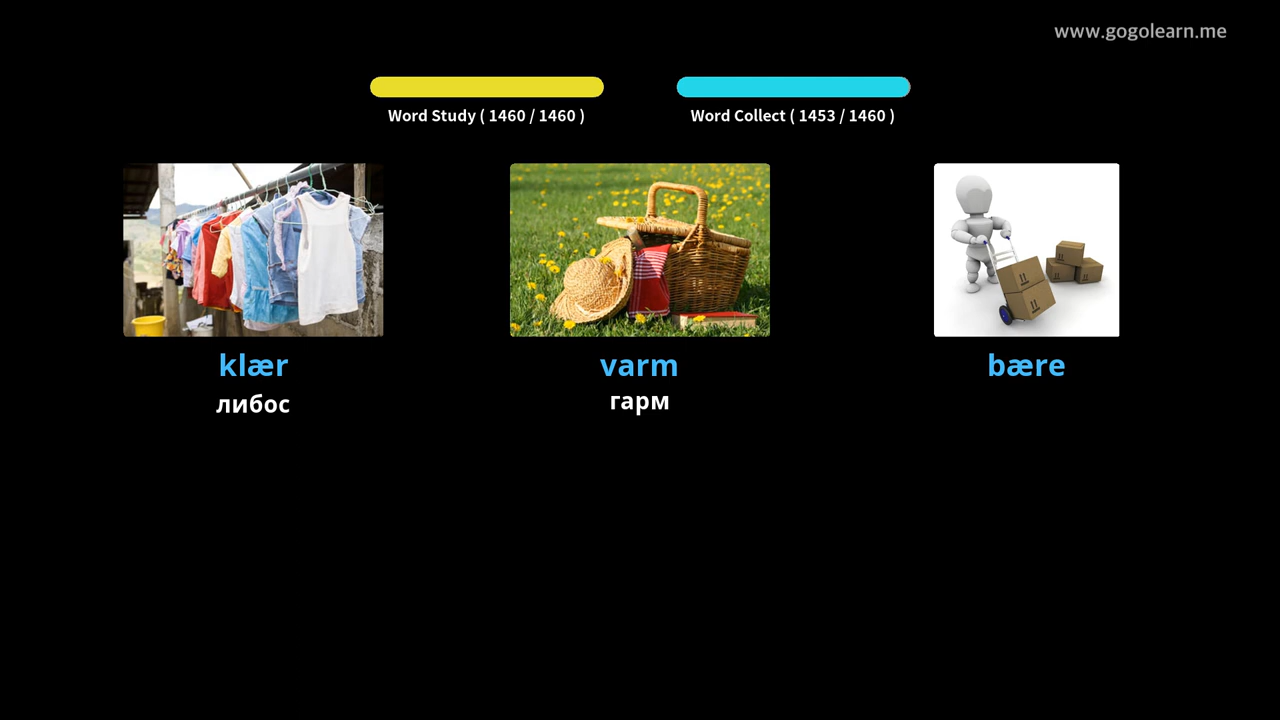 www.gogolearn.me
Word Study ( 1460 / 1460 )
Word Collect ( 1453 / 1460 )
klær
varm
bære
либос
гарм